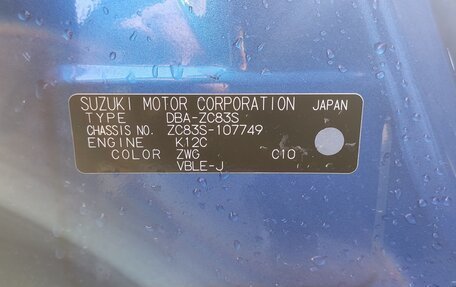 SUZUKI MOTOR CORPORATION JAPAN
TYPE DBA-ZC83S
CHASSIS NO. ZC83S-107749
ENGINE K12C
COLOR ZWG C10
VBLE-J